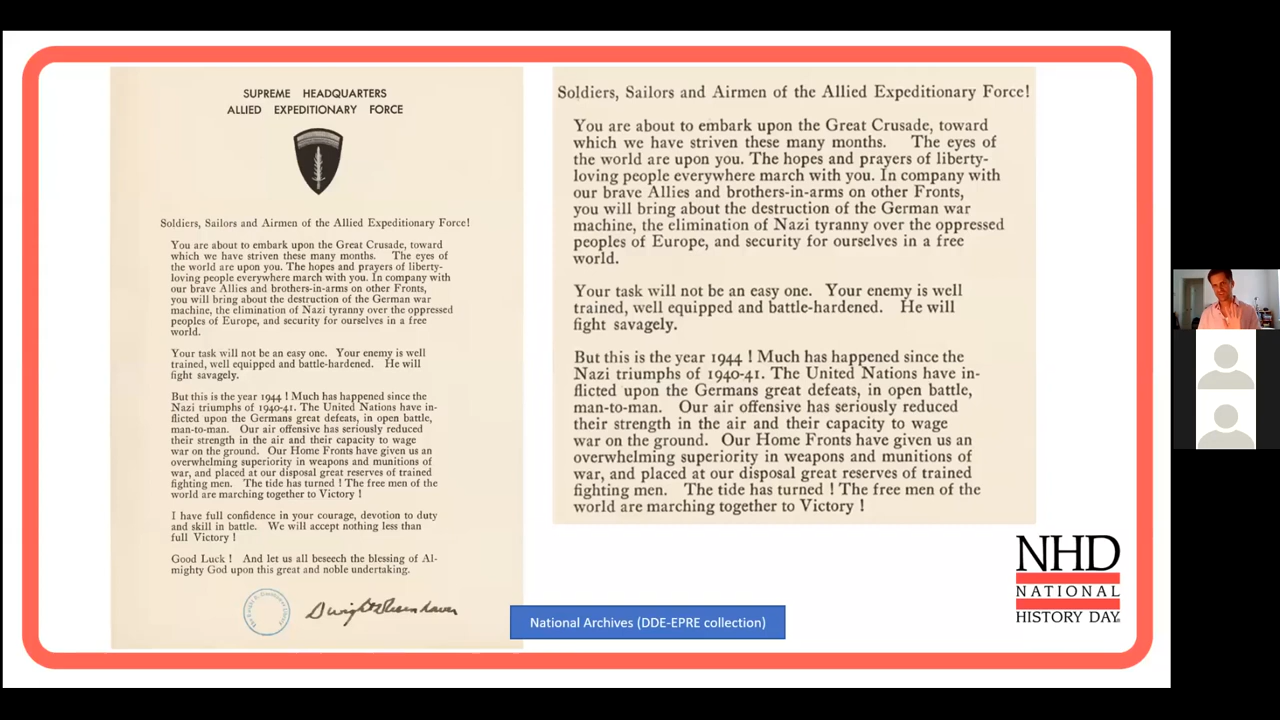 SUPREME HEADQUARTERS
ALLIED EXPEDITIONARY FORCE
Soldiers, Sailors and Airmen of the Allied Expeditionary Force!
You are about to embark upon the Great Crusade, toward
which we have striven these many months. The eyes of
the world are upon you. The hopes and prayers of liberty-
loving people everywhere march with you. In company with
our brave Allies and brothers-in-arms on other Fronts,
you will bring about the destruction of the German war
machine, the elimination of Nazi tyranny over the oppressed
peoples of Europe, and security for ourselves in a free
world.
Your task will not be an easy one. Your enemy is well
trained, well equipped and battle-hardened. He will
fight savagely.
But this is the year 1944 ! Much has happened since the
Nazi triumphs of 1940-41. The United Nations have in-
flicted upon the Germans great defeats, in open battle,
man-to-man. Our air offensive has seriously reduced
their strength in the air and their capacity to wage
war on the ground. Our Home Fronts have given us an
overwhelming superiority in weapons and munitions of
war, and placed at our disposal great reserves of trained
fighting men. The tide has turned ! The free men of the
world are marching together to Victory !
I have full confidence in your courage, devotion to duty
and skill in battle. We will accept nothing less than
full Victory !
Good Luck ! And let us all beseech the blessing of Al-
mighty God upon this great and noble undertaking.
Dwight D Eisenhower
Soldiers, Sailors and Airmen of the Allied Expeditionary Force!
You are about to embark upon the Great Crusade, toward
which we have striven these many months. The eyes of
the world are upon you. The hopes and prayers of liberty-
loving people everywhere march with you. In company with
our brave Allies and brothers-in-arms on other Fronts,
you will bring about the destruction of the German war
machine, the elimination of Nazi tyranny over the oppressed
peoples of Europe, and security for ourselves in a free
world.
Your task will not be an easy one. Your enemy is well
trained, well equipped and battle-hardened. He will
fight savagely.
But this is the year 1944 ! Much has happened since the
Nazi triumphs of 1940-41. The United Nations have in-
flicted upon the Germans great defeats, in open battle,
man-to-man. Our air offensive has seriously reduced
their strength in the air and their capacity to wage
war on the ground. Our Home Fronts have given us an
overwhelming superiority in weapons and munitions of
war, and placed at our disposal great reserves of trained
fighting men. The tide has turned ! The free men of the
world are marching together to Victory !
National Archives (DDE-EPRE collection)
NHD
NATIONAL
HISTORY DAY